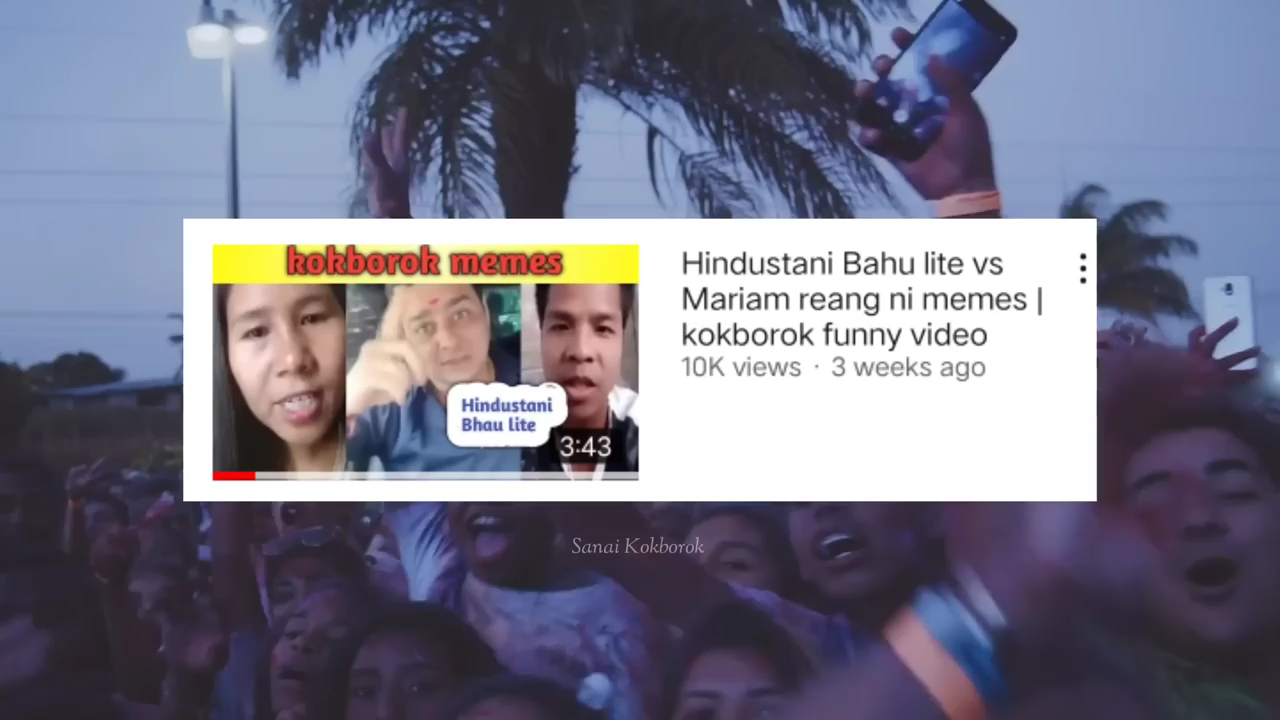 kokborok memes
Hindustani
Bhau lite
3:43
Hindustani Bahu lite vs
Mariam reang ni memes |
kokborok funny video
10K views · 3 weeks ago
Sanai Kokborok